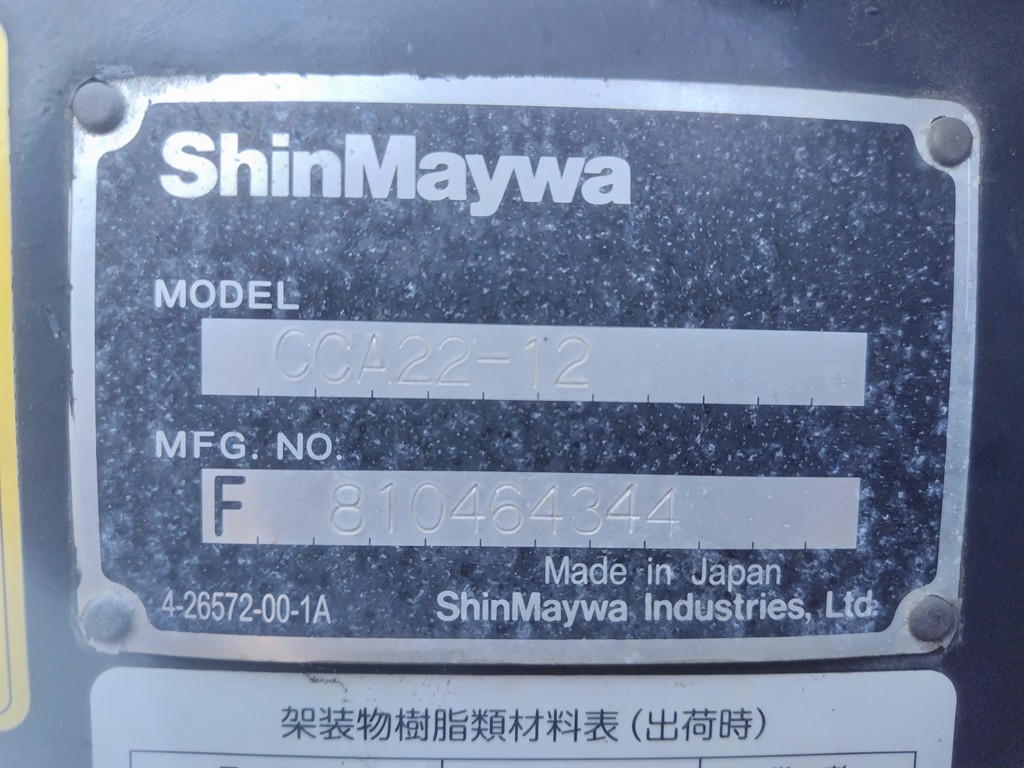 ShinMaywa
MODEL
CCA22-12
MFG. NO.
F 810464344
Made in Japan
4-26572-00-1A
ShinMaywa Industries, Ltd.
架装物樹脂類材料表(出荷時)